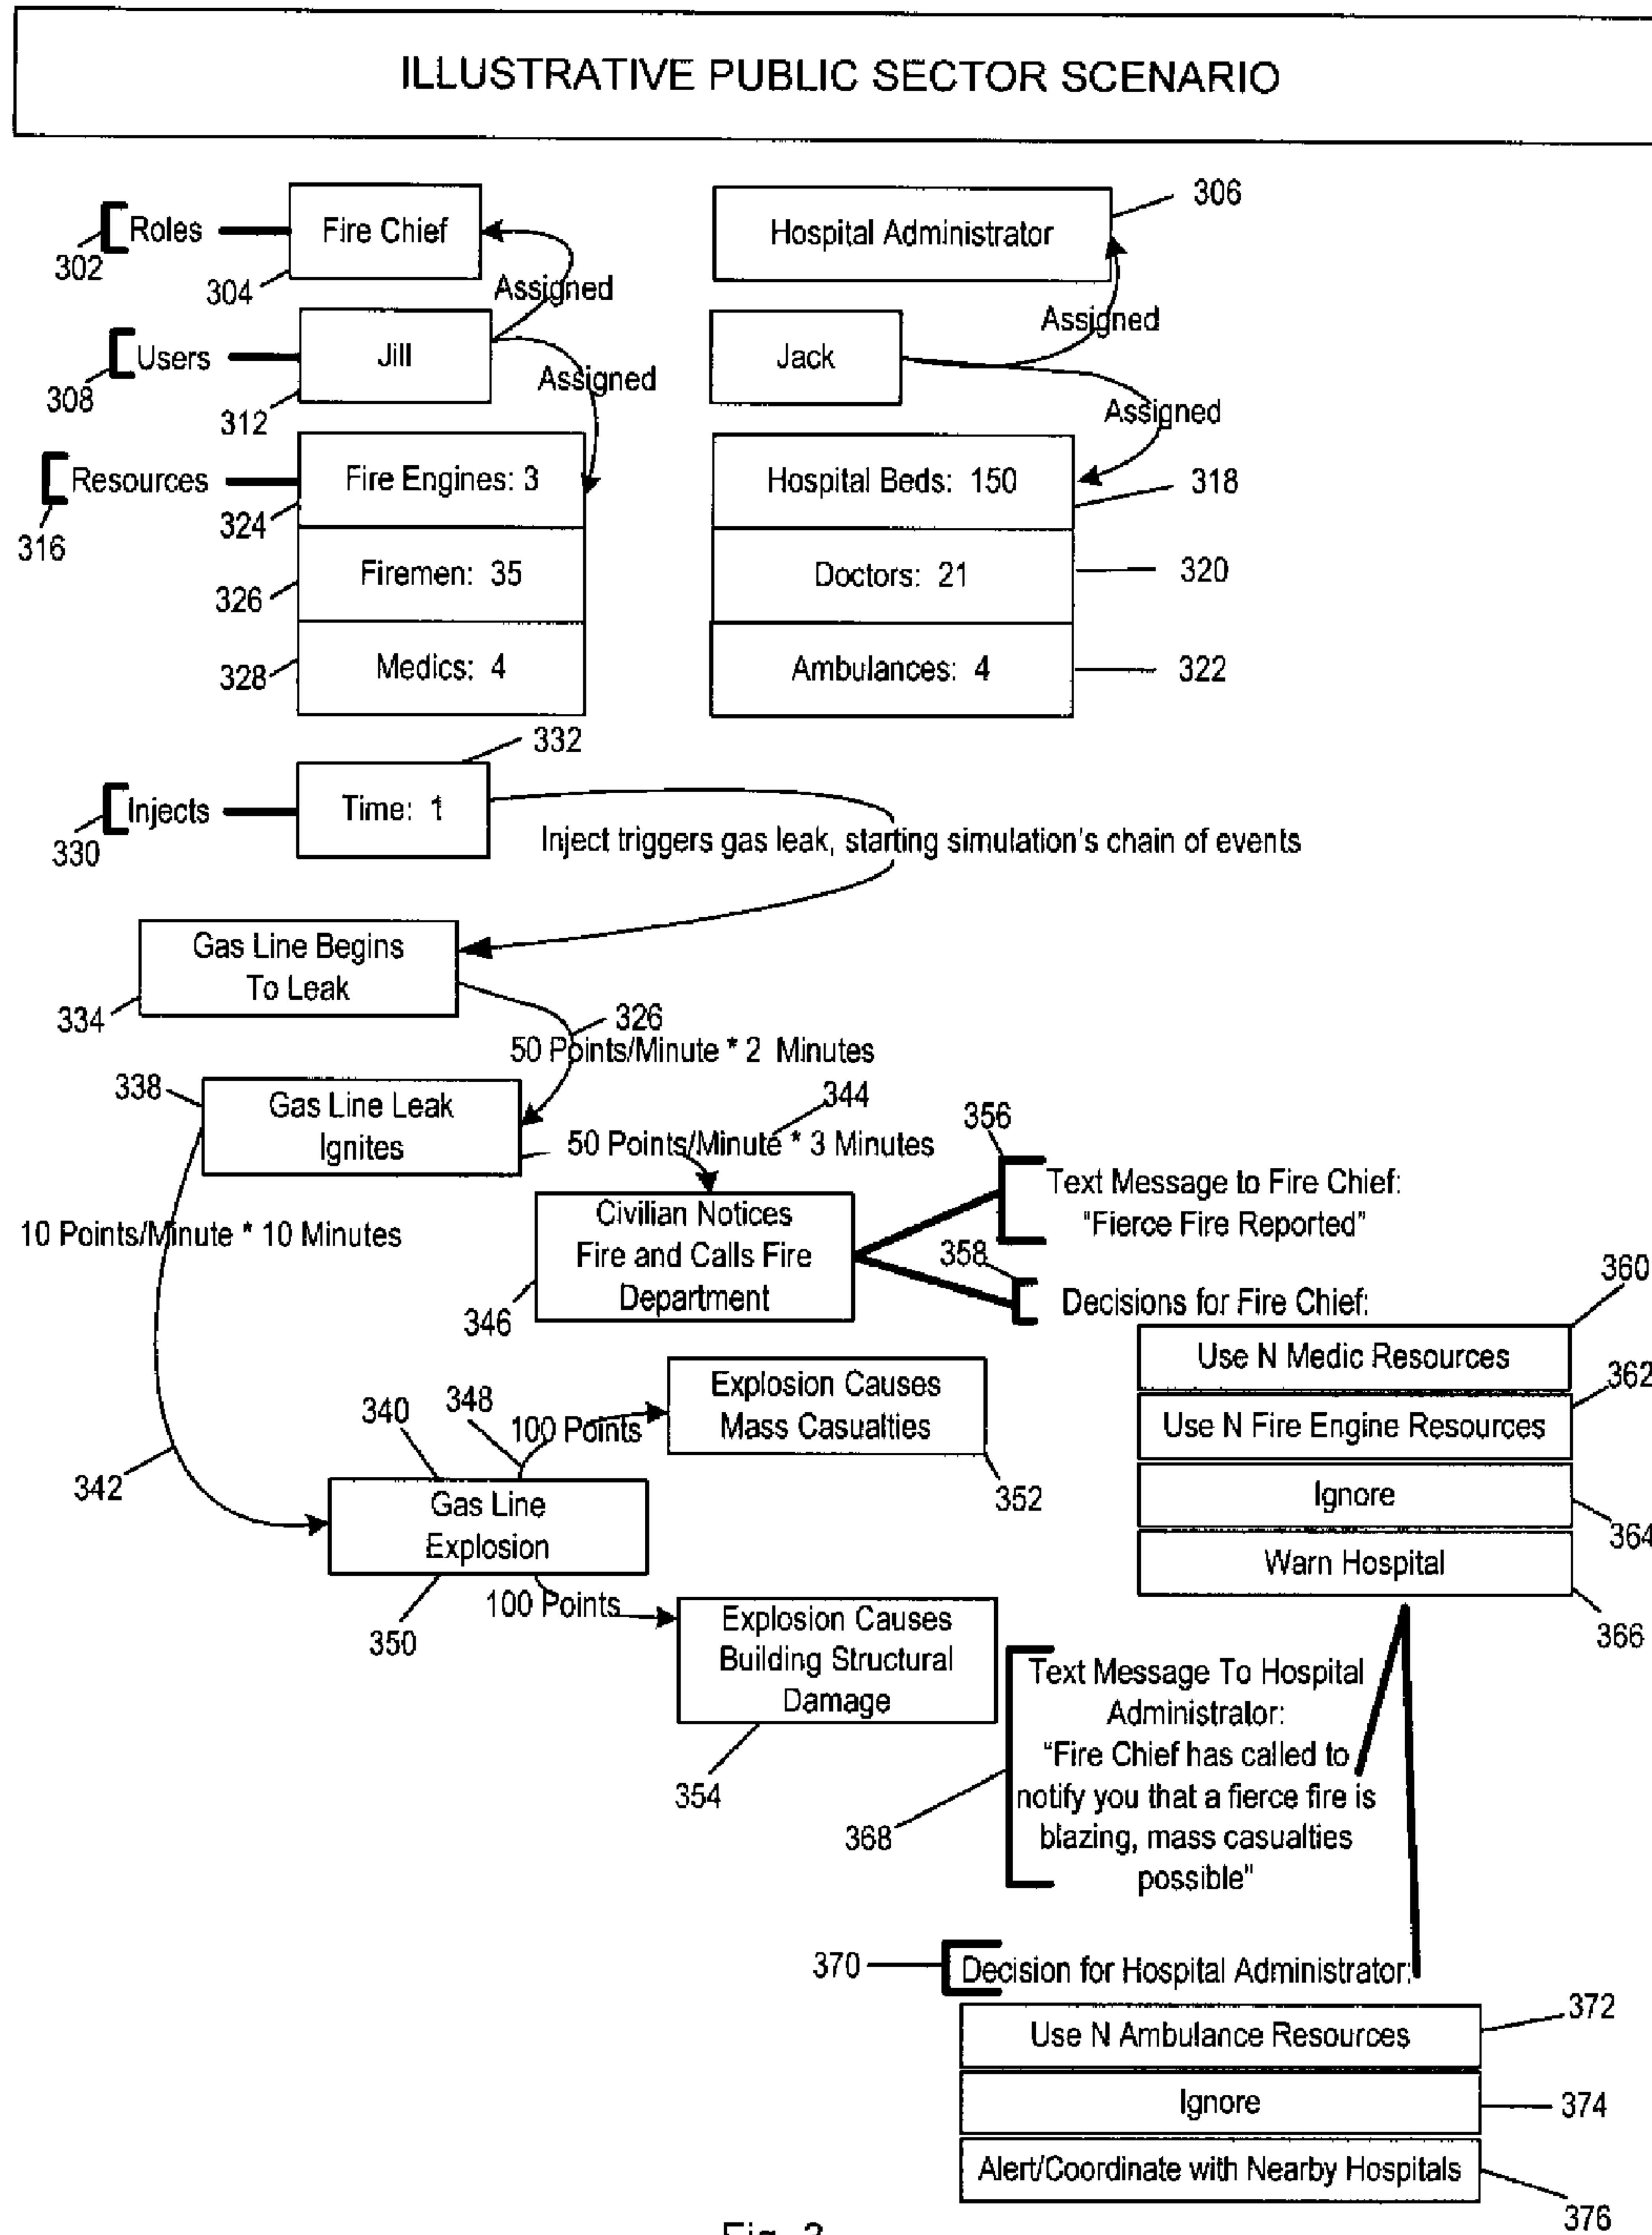 ILLUSTRATIVE PUBLIC SECTOR SCENARIO
306
Roles
Fire Chief
Hospital Administrator
302
304
Assigned
Assigned
Users
Jill
Jack
308
Assigned
312
Assigned
Resources
Fire Engines: 3
Hospital Beds: 150
318
324
316
Firemen: 35
Doctors: 21
320
326
Medics: 4
Ambulances: 4
322
328
332
Injects
Time: 1
330
Inject triggers gas leak, starting simulation's chain of events
Gas Line Begins
To Leak
334
326
50 Points/Minute * 2 Minutes
338
Gas Line Leak
Ignites
344
50 Points/Minute * 3 Minutes
356
Text Message to Fire Chief:
"Fierce Fire Reported"
10 Points/Minute * 10 Minutes
Civilian Notices
Fire and Calls Fire
Department
346
358
Decisions for Fire Chief:
360
Use N Medic Resources
362
Use N Fire Engine Resources
Ignore
364
Warn Hospital
366
340
348
100 Points
Explosion Causes
Mass Casualties
352
342
Gas Line
Explosion
350
100 Points
Explosion Causes
Building Structural
Damage
354
Text Message To Hospital
Administrator:
"Fire Chief has called to
notify you that a fierce fire is
blazing, mass casualties
possible"
368
370
Decision for Hospital Administrator:
372
Use N Ambulance Resources
Ignore
374
Alert/Coordinate with Nearby Hospitals
376
Fig. 3